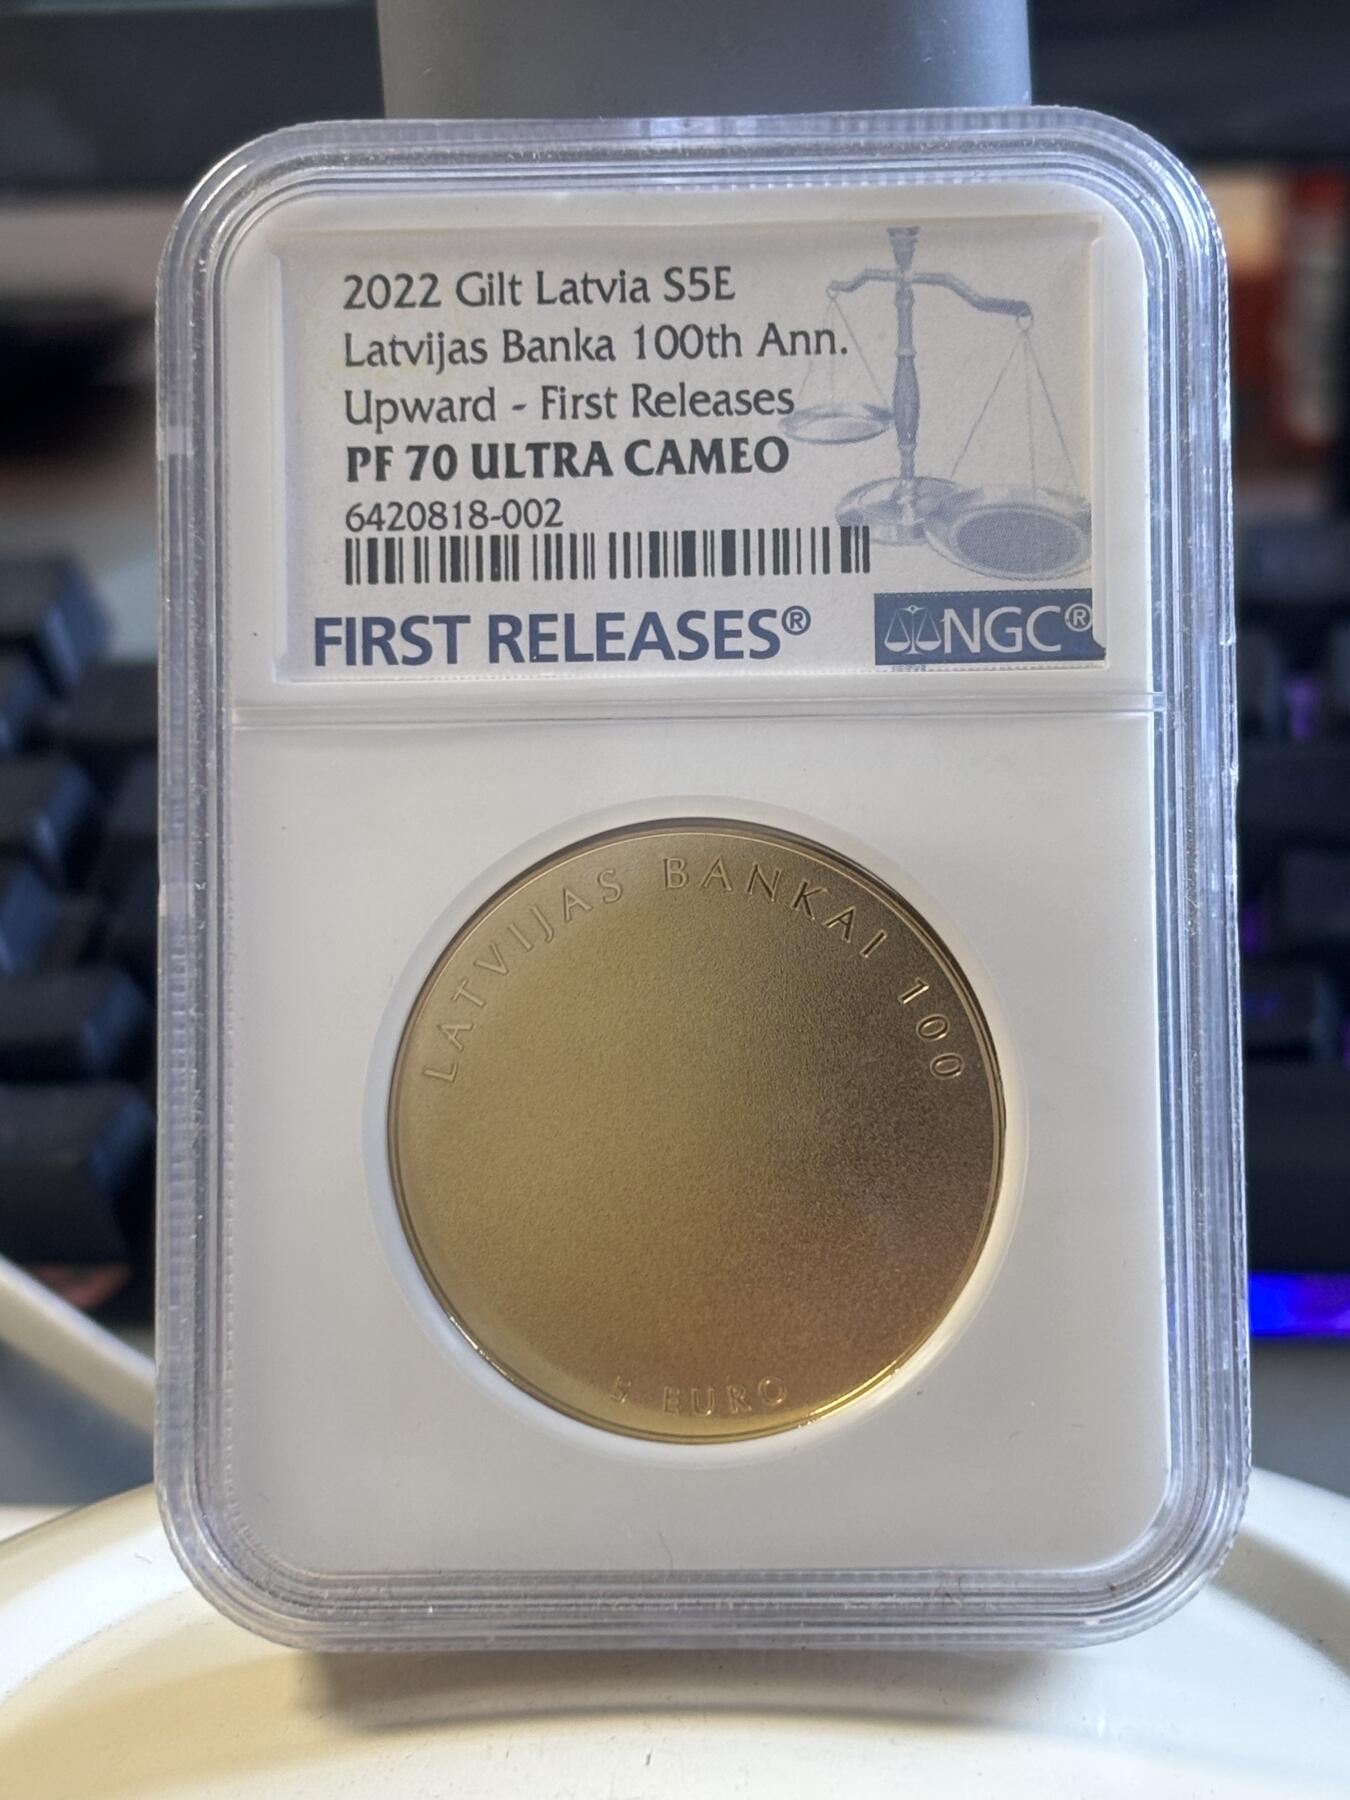 2022 Gilt Latvia S5E
Latvijas Banka 100th Ann.
Upward - First Releases
PF 70 ULTRA CAMEO
6420818-002
FIRST RELEASES®
NGC®
LATVIJAS BANKAI 100
5 EURO